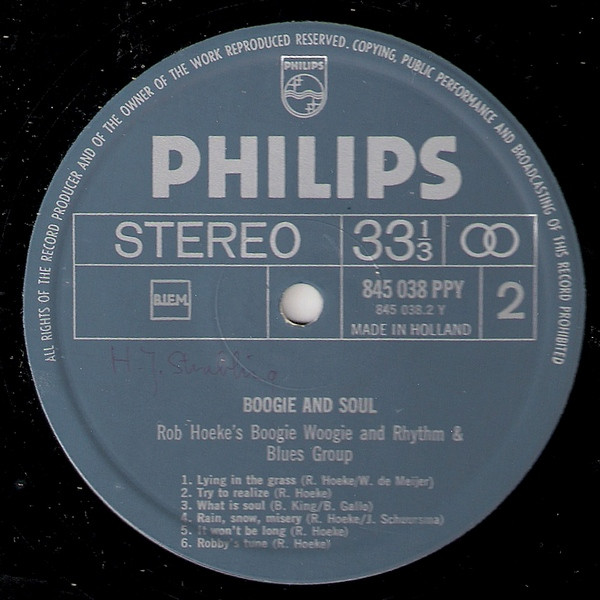 ALL RIGHTS OF THE RECORD PRODUCER AND OF THE OWNER OF THE WORK REPRODUCED RESERVED. COPYING, PUBLIC PERFORMANCE AND BROADCASTING OF THIS RECORD PROHIBITED
PHILIPS
PHILIPS
STEREO 33 1/3
B.I.E.M. 845 038 PPY 2
845 038.2 Y
MADE IN HOLLAND
H.J.
BOOGIE AND SOUL
Rob Hoeke's Boogie Woogie and Rhythm &
Blues Group
1. Lying in the grass (R. Hoeke/W. de Meijer)
2. Try to realize (R. Hoeke)
3. What is soul (B. King/B. Gallo)
4. Rain, snow, misery (R. Hoeke/J. Schuursma)
5. It won't be long (R. Hoeke)
6. Robby's tune (R. Hoeke)